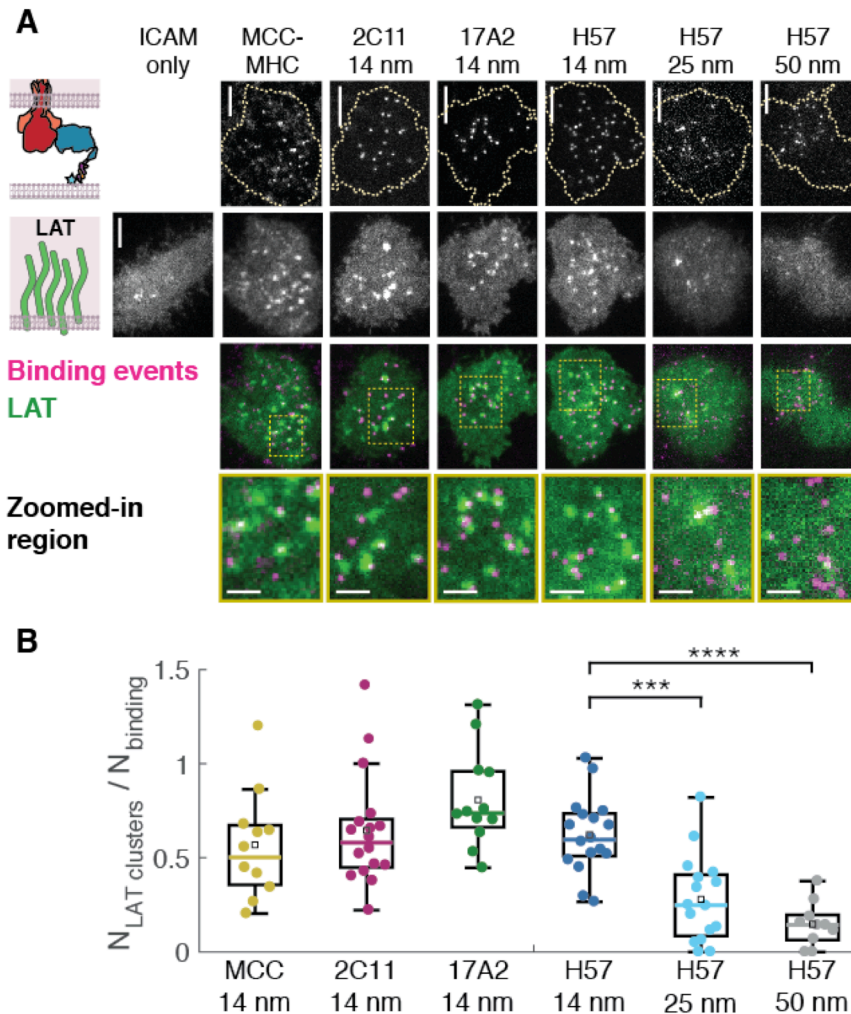 A
ICAM only
MCC-MHC
2C11 14 nm
17A2 14 nm
H57 14 nm
H57 25 nm
H57 50 nm
LAT
Binding events
LAT
Zoomed-in region
B
N_LAT clusters / N_binding
1.5
1
0.5
0
***
****
MCC 14 nm
2C11 14 nm
17A2 14 nm
H57 14 nm
H57 25 nm
H57 50 nm